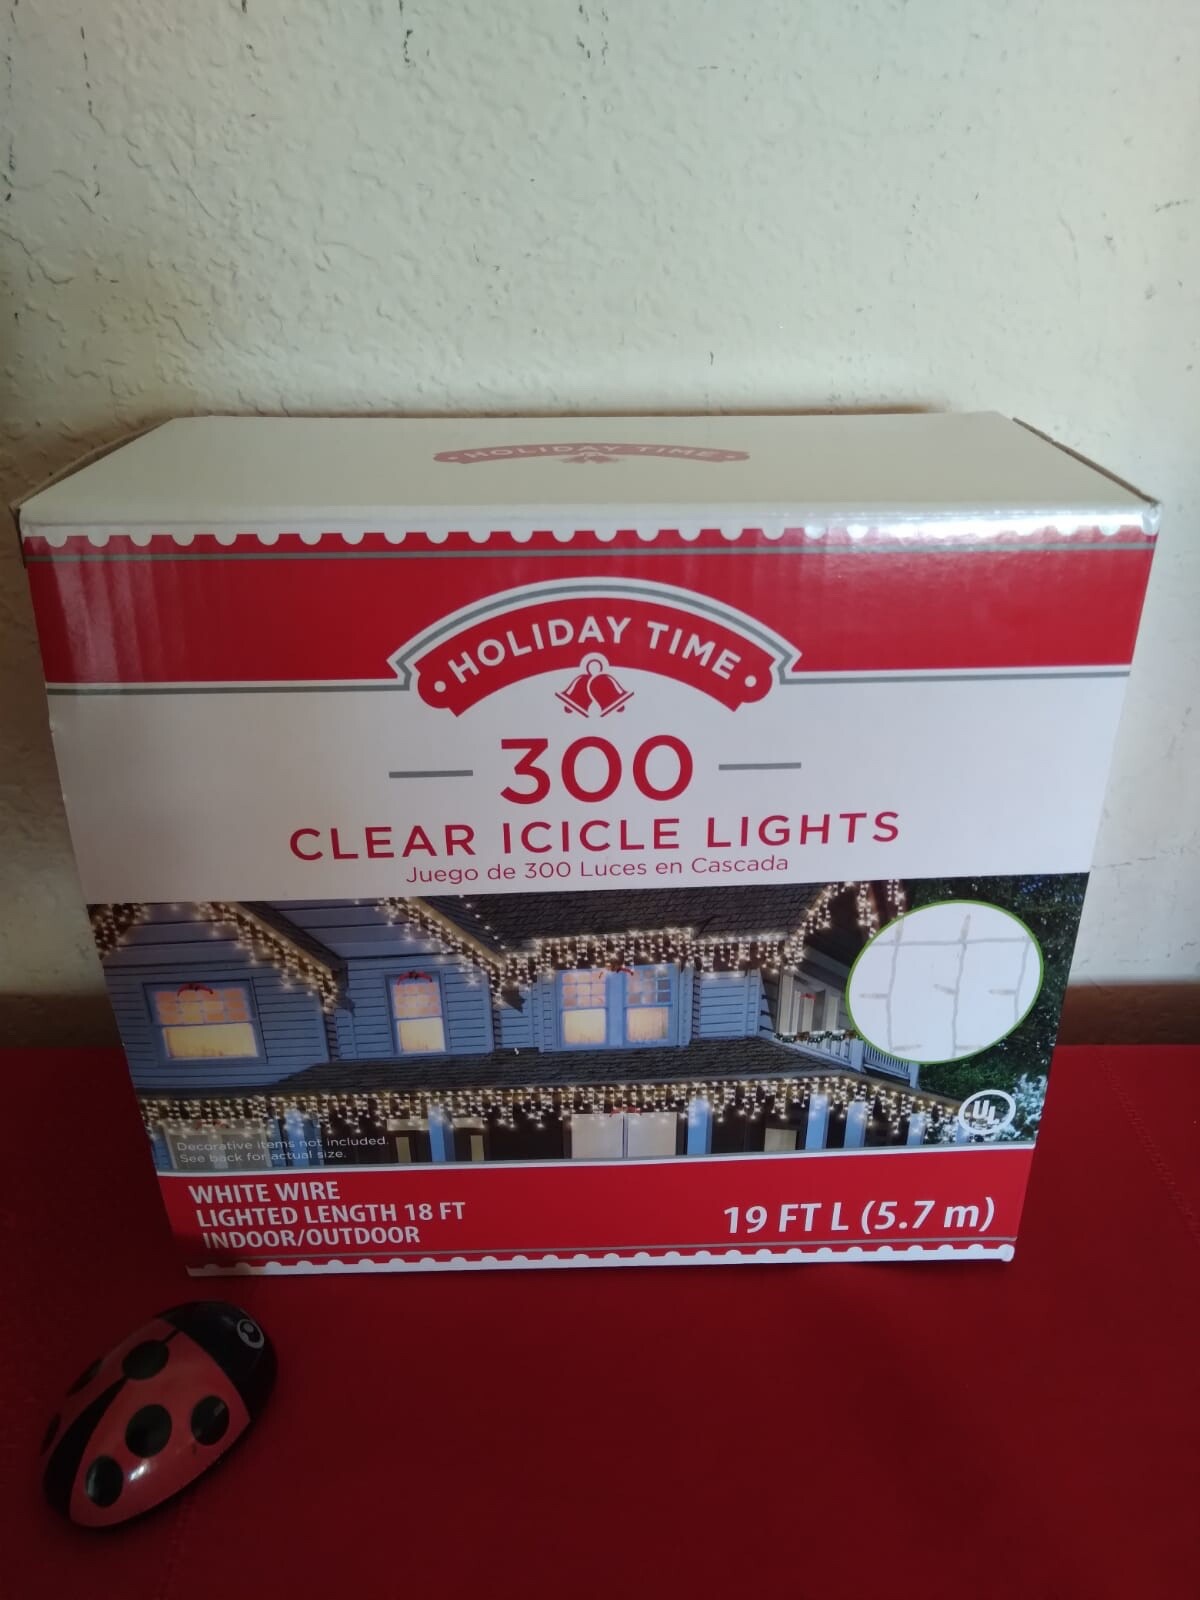 HOLIDAY TIME
HOLIDAY TIME
300
CLEAR ICICLE LIGHTS
Juego de 300 Luces en Cascada
UL
Decorative items not included.
See back for actual size.
WHITE WIRE
LIGHTED LENGTH 18 FT
INDOOR/OUTDOOR
19 FT L (5.7 m)